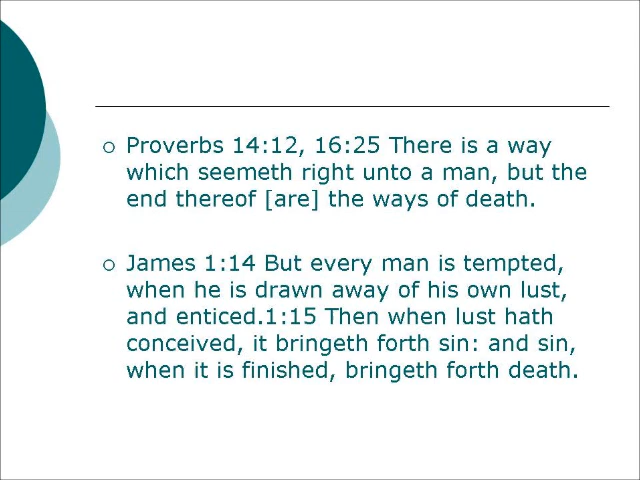 Proverbs 14:12, 16:25 There is a way
which seemeth right unto a man, but the
end thereof [are] the ways of death.
James 1:14 But every man is tempted,
when he is drawn away of his own lust,
and enticed.1:15 Then when lust hath
conceived, it bringeth forth sin: and sin,
when it is finished, bringeth forth death.